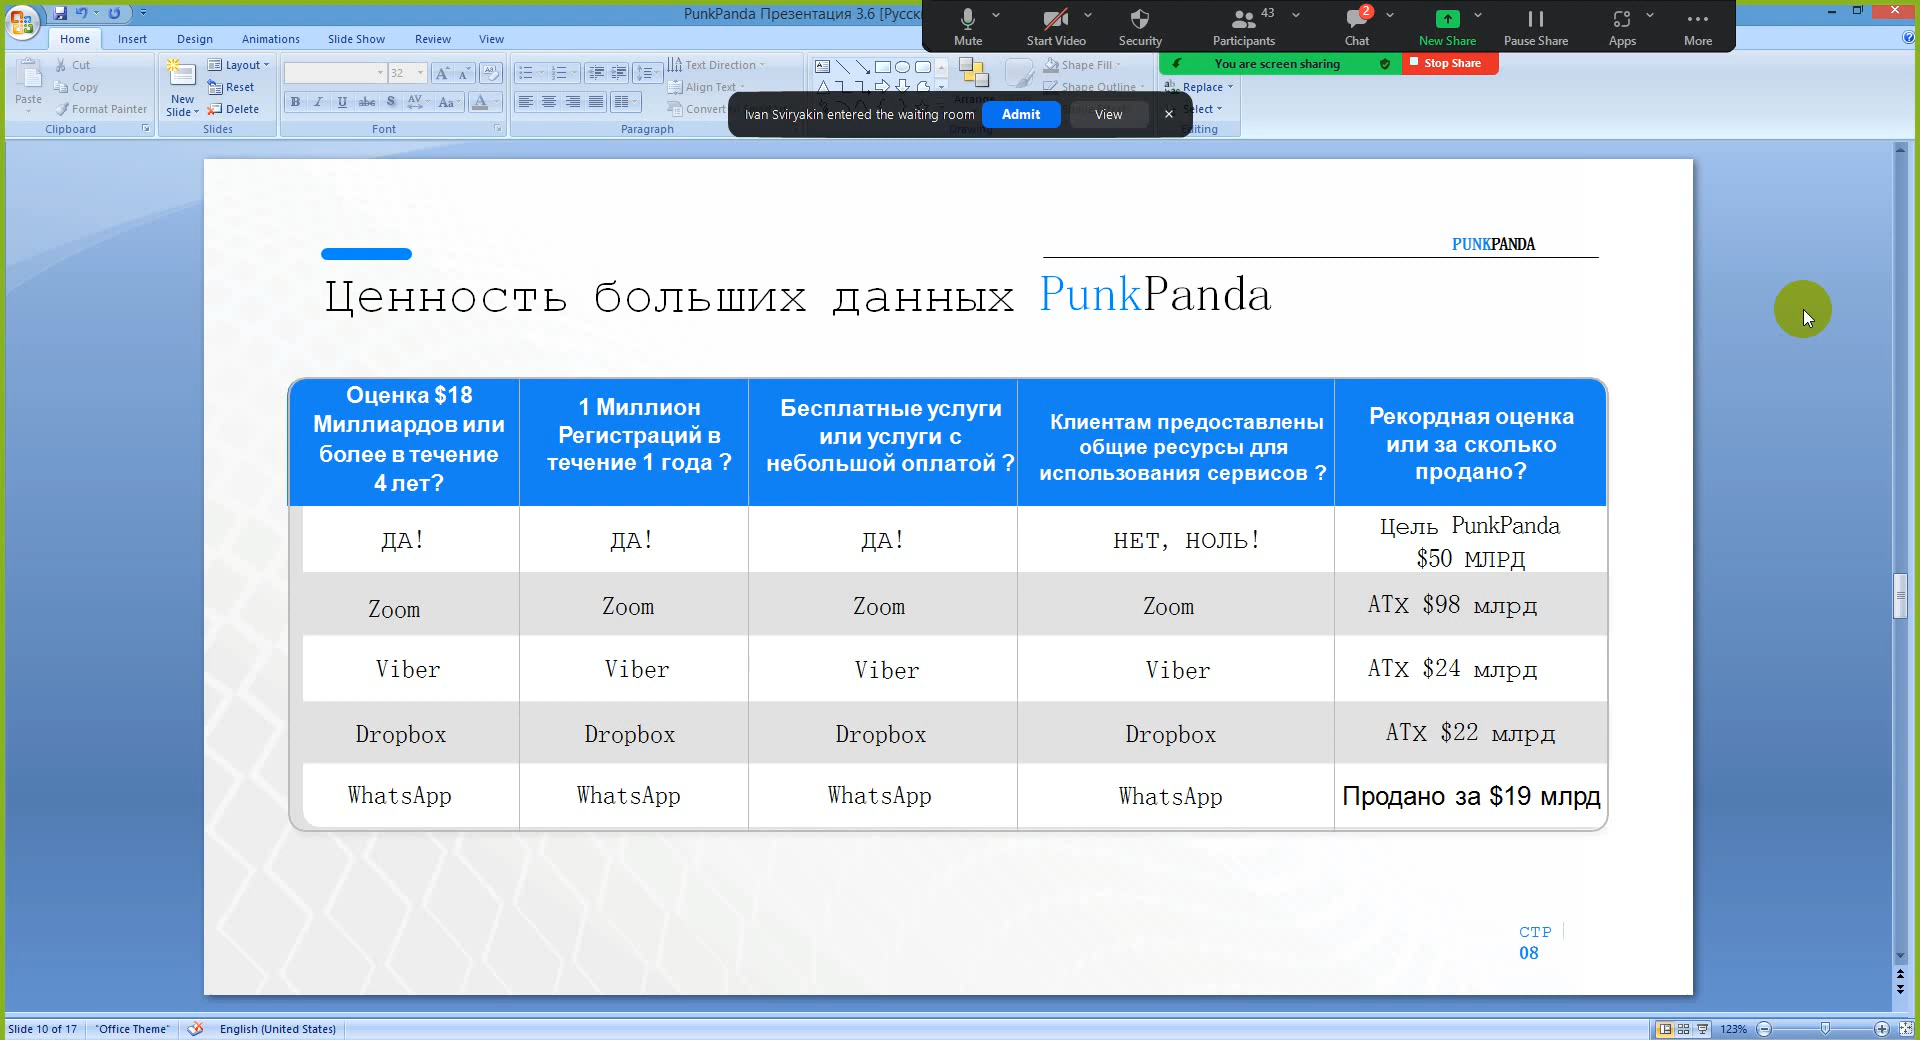 PunkPanda Презентация 3.6 [Русск
Mute
Start Video
Security
Participants
43
Chat
2
New Share
Pause Share
Apps
More
You are screen sharing
Stop Share
Ivan Sviryakin entered the waiting room
Admit
View
Home
Insert
Design
Animations
Slide Show
Review
View
Paste
Cut
Copy
Format Painter
Clipboard
New Slide
Layout
Reset
Delete
Slides
32
Font
Text Direction
Align Text
Convert
Paragraph
Shape Fill
Shape Outline
Replace
Select
Editing
PUNKPANDA
Ценность больших данных PunkPanda
Оценка $18
Миллиардов или
более в течение
4 лет?
1 Миллион
Регистраций в
течение 1 года ?
Бесплатные услуги
или услуги с
небольшой оплатой ?
Клиентам предоставлены
общие ресурсы для
использования сервисов ?
Рекордная оценка
или за сколько
продано?
ДА!
ДА!
ДА!
НЕТ, НОЛЬ!
Цель PunkPanda
$50 МЛРД
Zoom
Zoom
Zoom
Zoom
АТХ $98 млрд
Viber
Viber
Viber
Viber
АТХ $24 млрд
Dropbox
Dropbox
Dropbox
Dropbox
АТХ $22 млрд
WhatsApp
WhatsApp
WhatsApp
WhatsApp
Продано за $19 млрд
СТР
08
Slide 10 of 17
"Office Theme"
English (United States)
123%